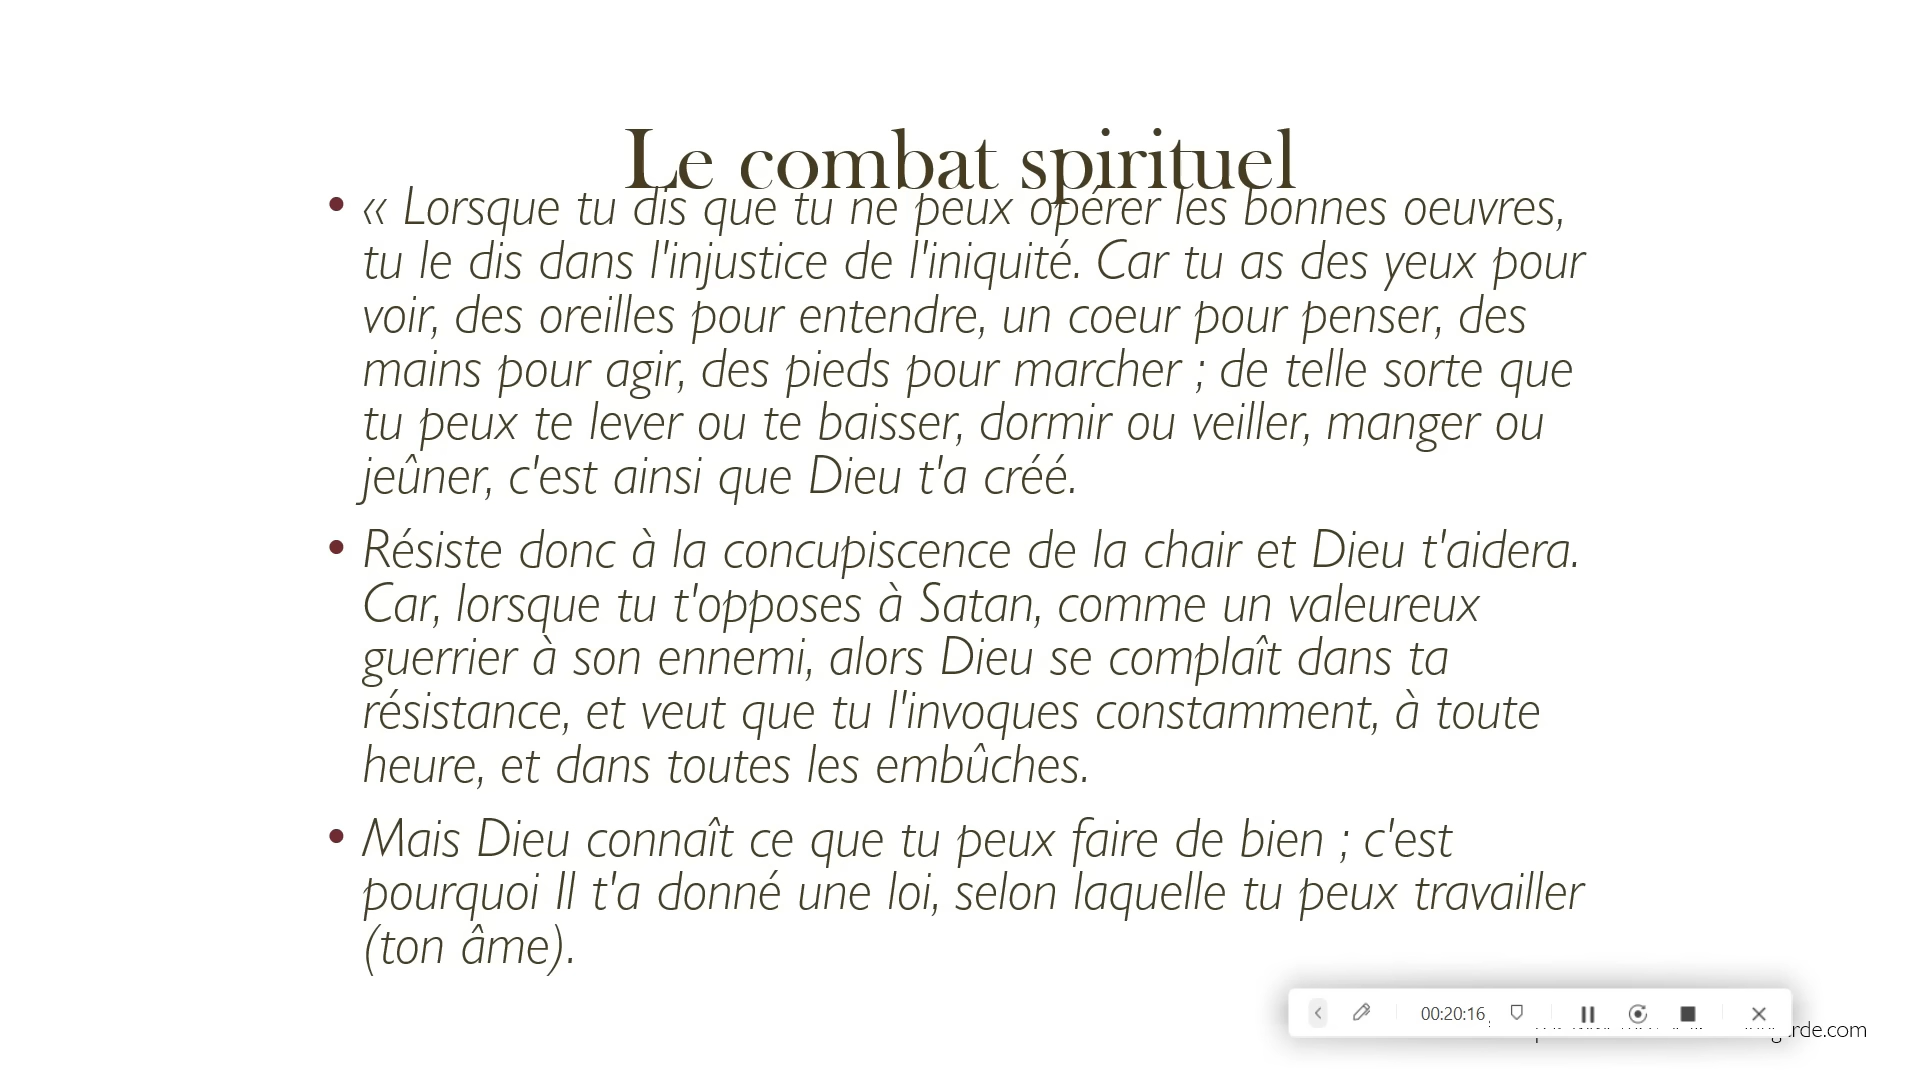 Le combat spirituel
• « Lorsque tu dis que tu ne peux opérer les bonnes oeuvres,
tu le dis dans l'injustice de l'iniquité. Car tu as des yeux pour
voir, des oreilles pour entendre, un coeur pour penser, des
mains pour agir, des pieds pour marcher ; de telle sorte que
tu peux te lever ou te baisser, dormir ou veiller, manger ou
jeûner, c'est ainsi que Dieu t'a créé.
• Résiste donc à la concupiscence de la chair et Dieu t'aidera.
Car, lorsque tu t'opposes à Satan, comme un valeureux
guerrier à son ennemi, alors Dieu se complaît dans ta
résistance, et veut que tu l'invoques constamment, à toute
heure, et dans toutes les embûches.
• Mais Dieu connaît ce que tu peux faire de bien ; c'est
pourquoi Il t'a donné une loi, selon laquelle tu peux travailler
(ton âme).
00:20:16
rde.com